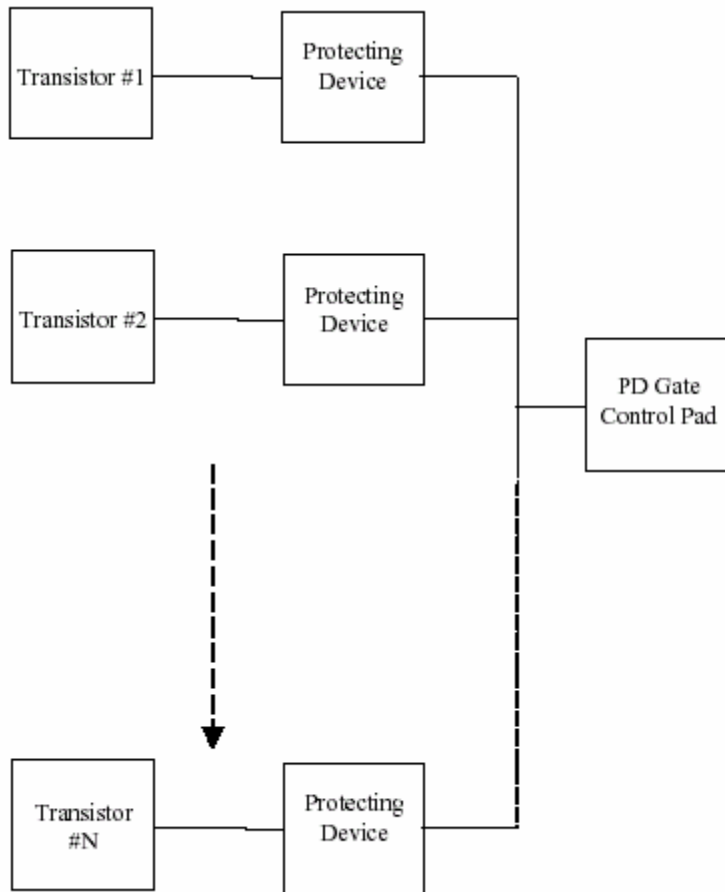 Transistor #1
Protecting
Device
Transistor #2
Protecting
Device
PD Gate
Control Pad
Transistor
#N
Protecting
Device